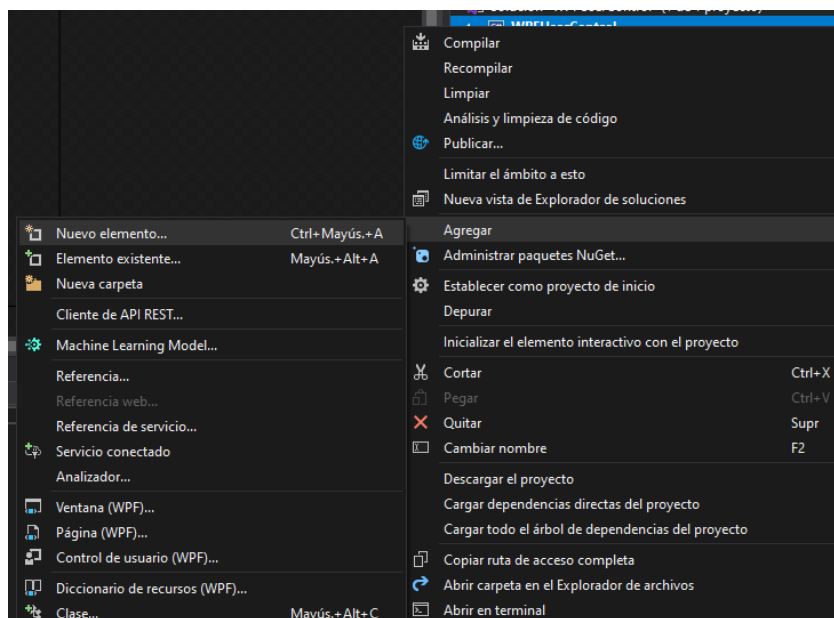 WPFUserControl
Compilar
Recompilar
Limpiar
Análisis y limpieza de código
Publicar...
Limitar el ámbito a esto
Nueva vista de Explorador de soluciones
Agregar
Administrar paquetes NuGet...
Establecer como proyecto de inicio
Depurar
Inicializar el elemento interactivo con el proyecto
Cortar Ctrl+X
Pegar Ctrl+V
Quitar Supr
Cambiar nombre F2
Descargar el proyecto
Cargar dependencias directas del proyecto
Cargar todo el árbol de dependencias del proyecto
Copiar ruta de acceso completa
Abrir carpeta en el Explorador de archivos
Abrir en terminal
Nuevo elemento... Ctrl+Mayús.+A
Elemento existente... Mayús.+Alt+A
Nueva carpeta
Cliente de API REST...
Machine Learning Model...
Referencia...
Referencia web...
Referencia de servicio...
Servicio conectado
Analizador...
Ventana (WPF)...
Página (WPF)...
Control de usuario (WPF)...
Diccionario de recursos (WPF)...
Clase... Mayús.+Alt+C